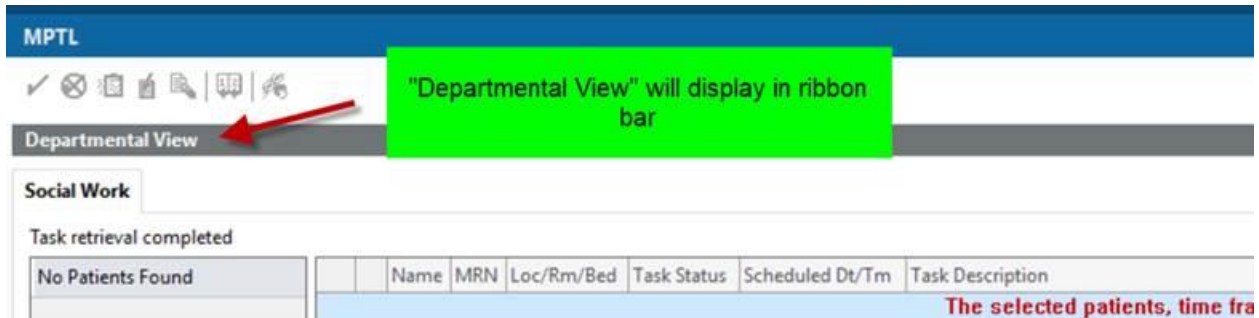 MPTL
"Departmental View" will display in ribbon
bar
Departmental View
Social Work
Task retrieval completed
No Patients Found
Name MRN Loc/Rm/Bed Task Status Scheduled Dt/Tm Task Description
The selected patients, time fra